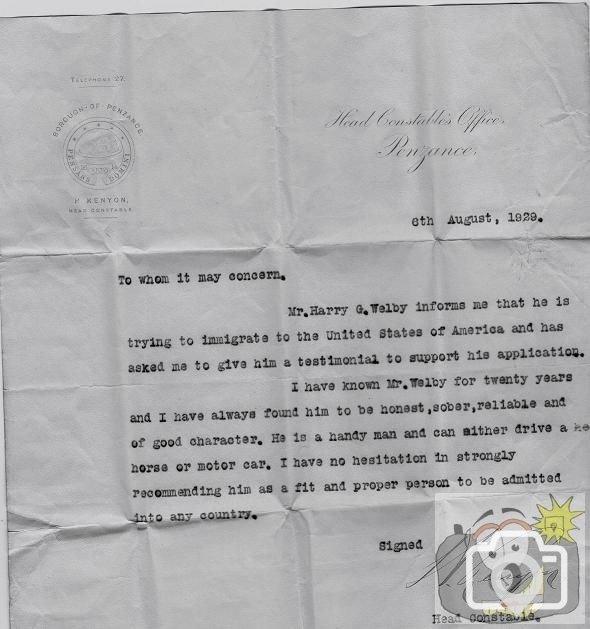 TELEPHONE 27.
BOROUGH·OF·PENZANCE
PENSANS
1614
H KENYON,
HEAD CONSTABLE
Head Constable's Office,
Penzance,
6th August, 1929.
To whom it may concern.
Mr.Harry G.Welby informs me that he is
trying to immigrate to the United States of America and has
asked me to give him a testimonial to support his application.
I have known Mr.Welby for twenty years
and I have always found him to be honest,sober,reliable and
of good character. He is a handy man and can either drive a
horse or motor car. I have no hesitation in strongly
recommending him as a fit and proper person to be admitted
into any country.
Signed
Kenyon
Head Constable.